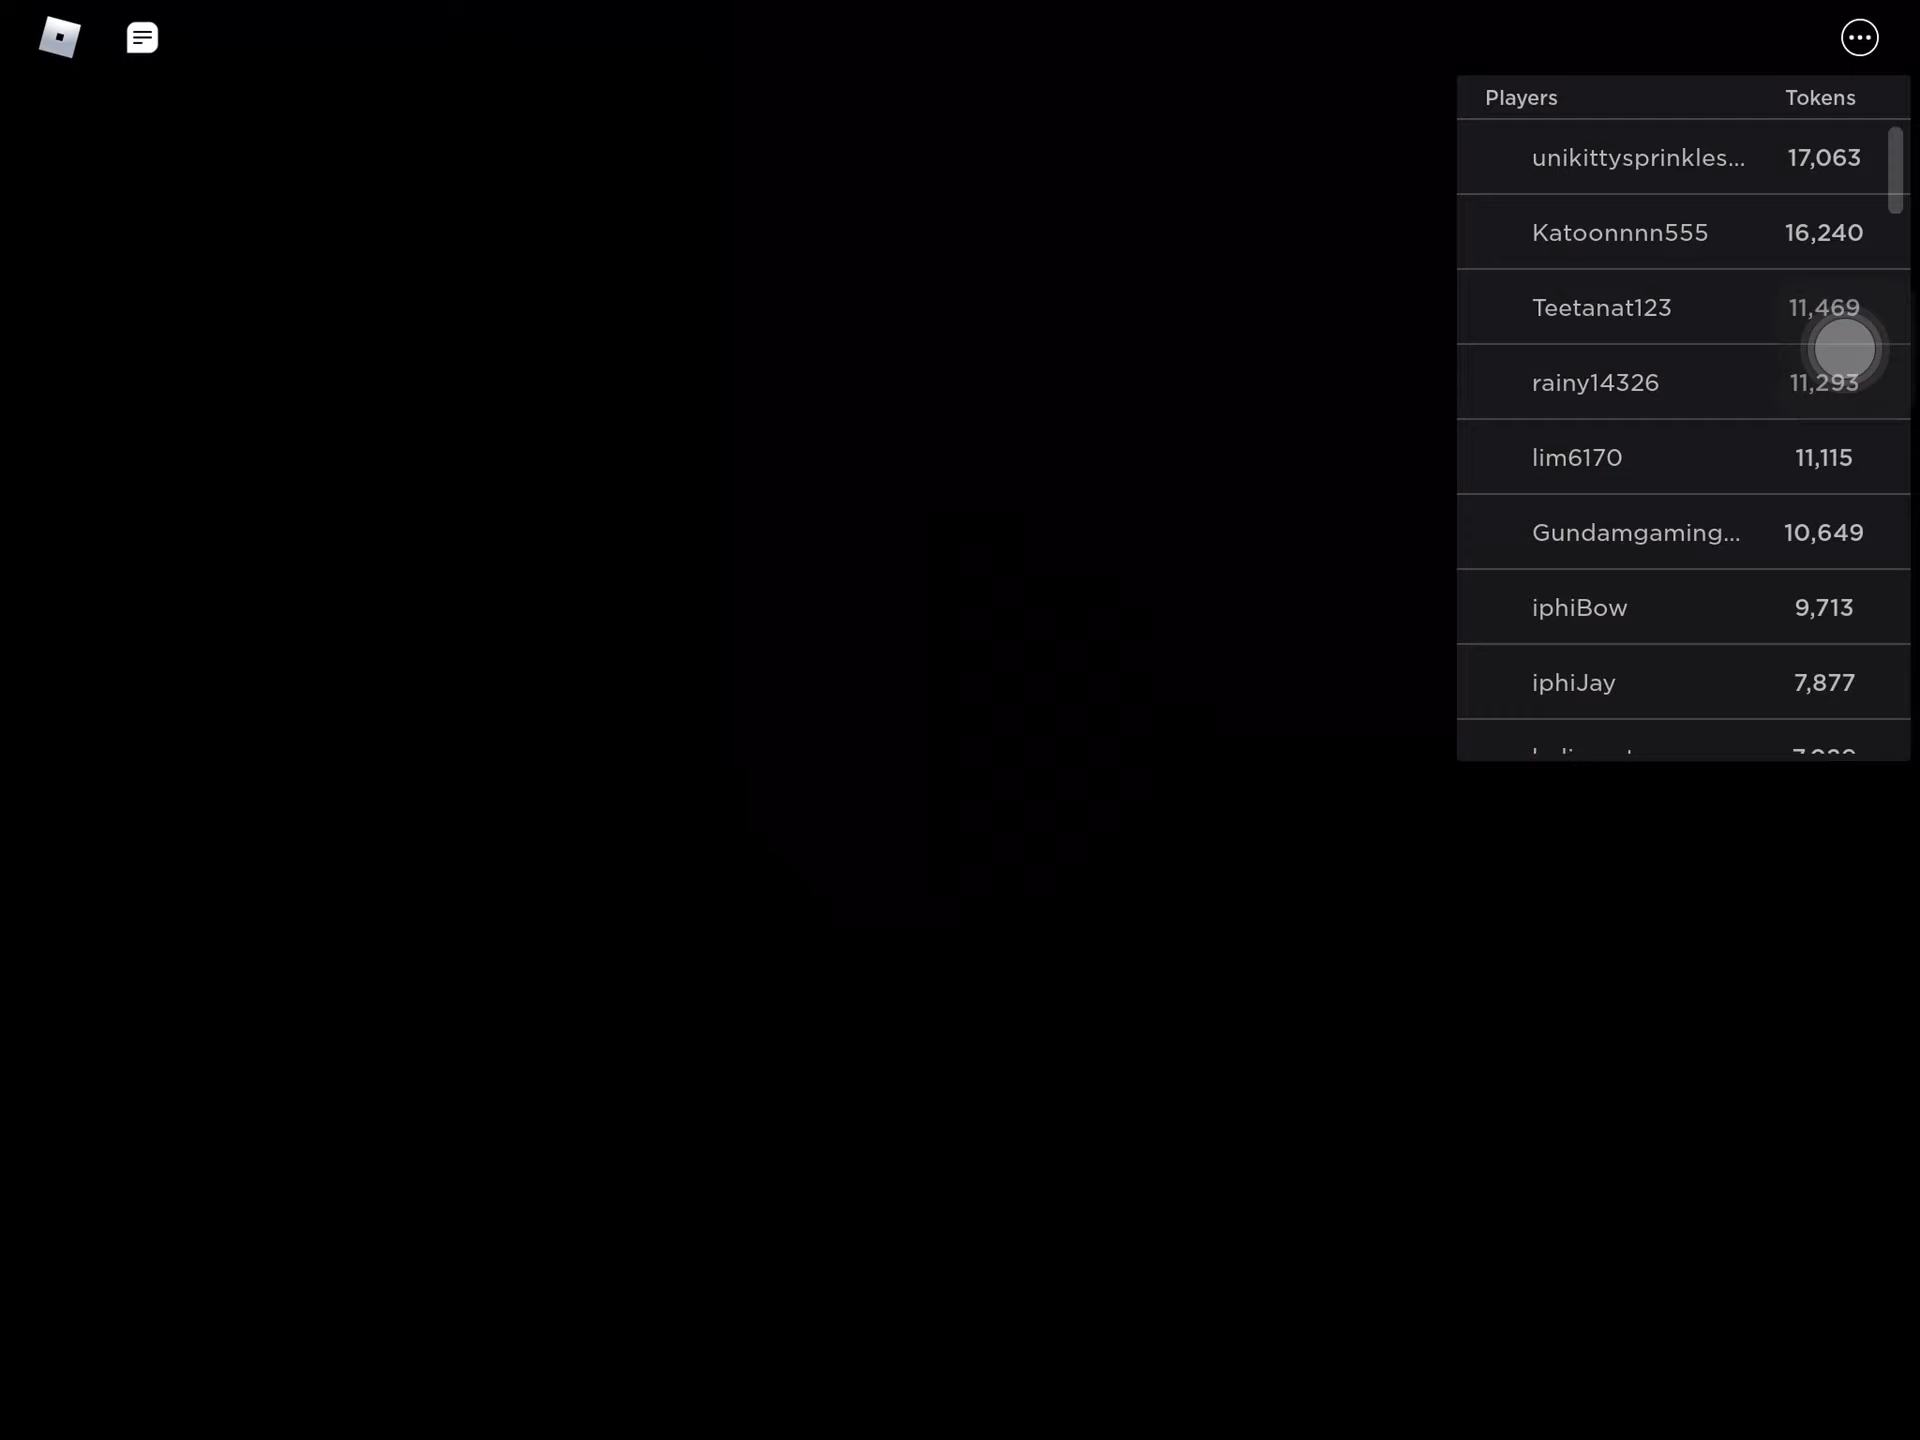 Players Tokens
unikittysprinkles... 17,063
Katoonnnn555 16,240
Teetanat123 11,469
rainy14326 11,293
lim6170 11,115
Gundamgaming... 10,649
iphiBow 9,713
iphiJay 7,877